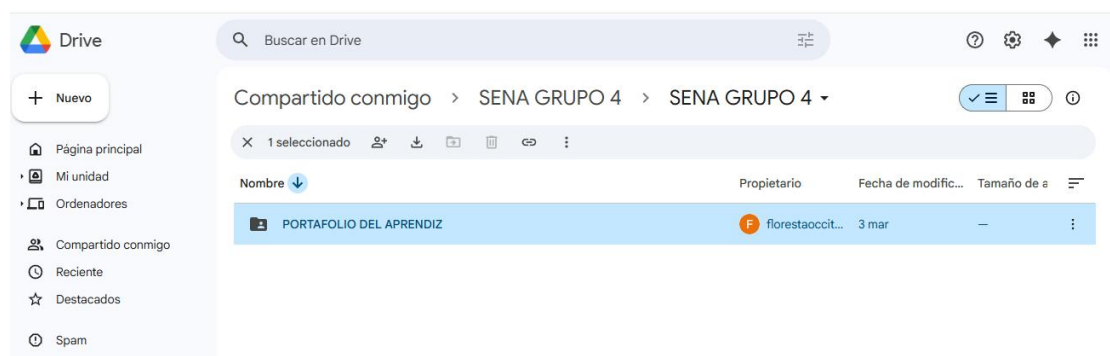 Drive
Buscar en Drive
Nuevo
Compartido conmigo > SENA GRUPO 4 > SENA GRUPO 4
1 seleccionado
Página principal
Mi unidad
Ordenadores
Compartido conmigo
Reciente
Destacados
Spam
Nombre Propietario Fecha de modific... Tamaño de a
PORTAFOLIO DEL APRENDIZ F florestaoccit... 3 mar —